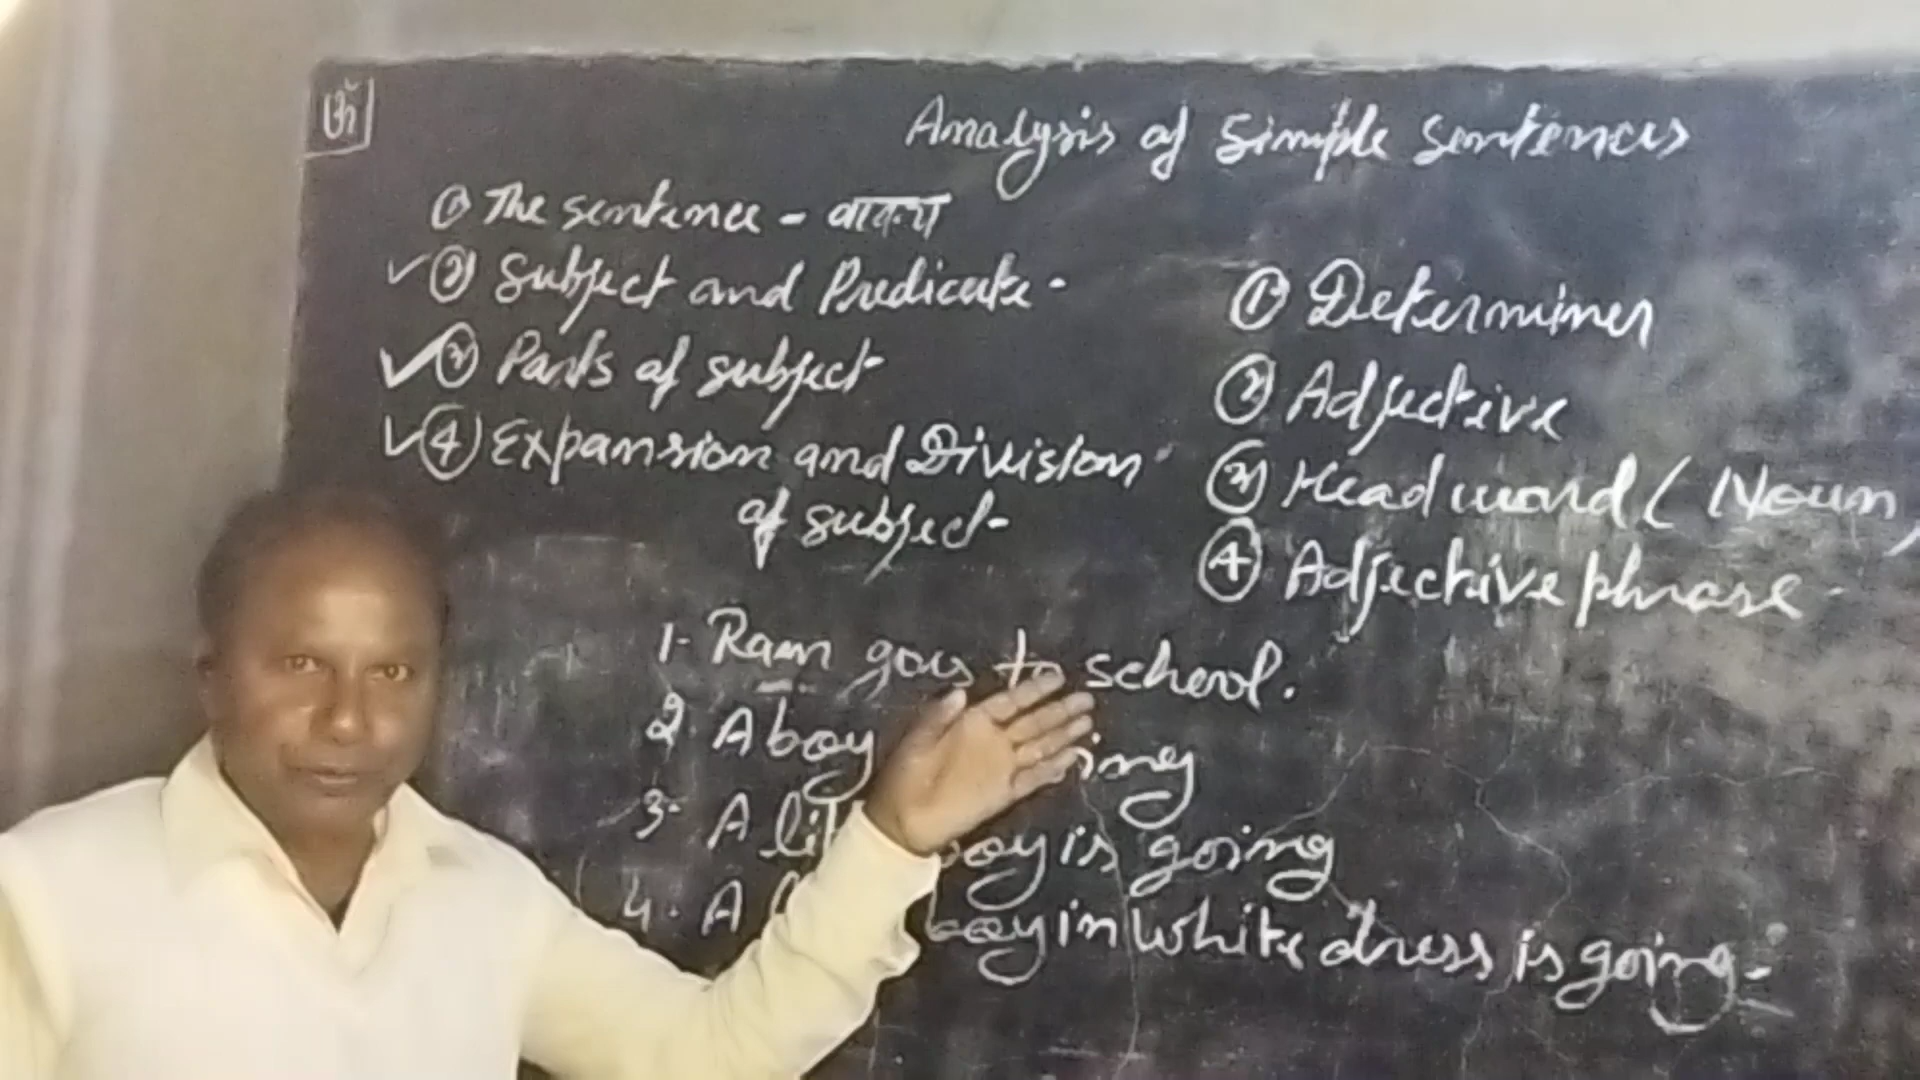 ॐ
Analysis of Simple Sentences
① The sentence - वाक्य
✓ ② Subject and Predicate -
✓ ③ Parts of subject
✓ ④ Expansion and Division
of subject -
① Determiner
② Adjective
③ Head word ( Noun,
④ Adjective phrase -
1- Ram goes to school.
2. A boy
3. A boy is going
4. A boy in white dress is going -